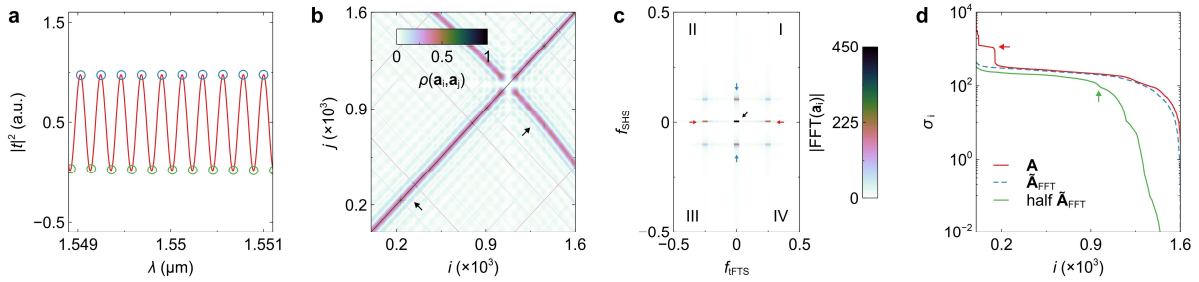 a
1.5
0.5
−0.5
|t|² (a.u.)
1.549
1.55
1.551
λ (µm)
b
1.6
0.9
0.2
j (×10³)
0
0.5
1
ρ(aᵢ,aⱼ)
0.2
0.9
1.6
i (×10³)
c
0.5
0
−0.5
f_SHS
II
I
III
IV
−0.5
0
0.5
f_tFTS
450
225
0
|FFT(aᵢ)|
d
10⁴
10²
10⁰
10⁻²
σᵢ
A
Ã_FFT
half Ã_FFT
0.2
0.9
1.6
i (×10³)